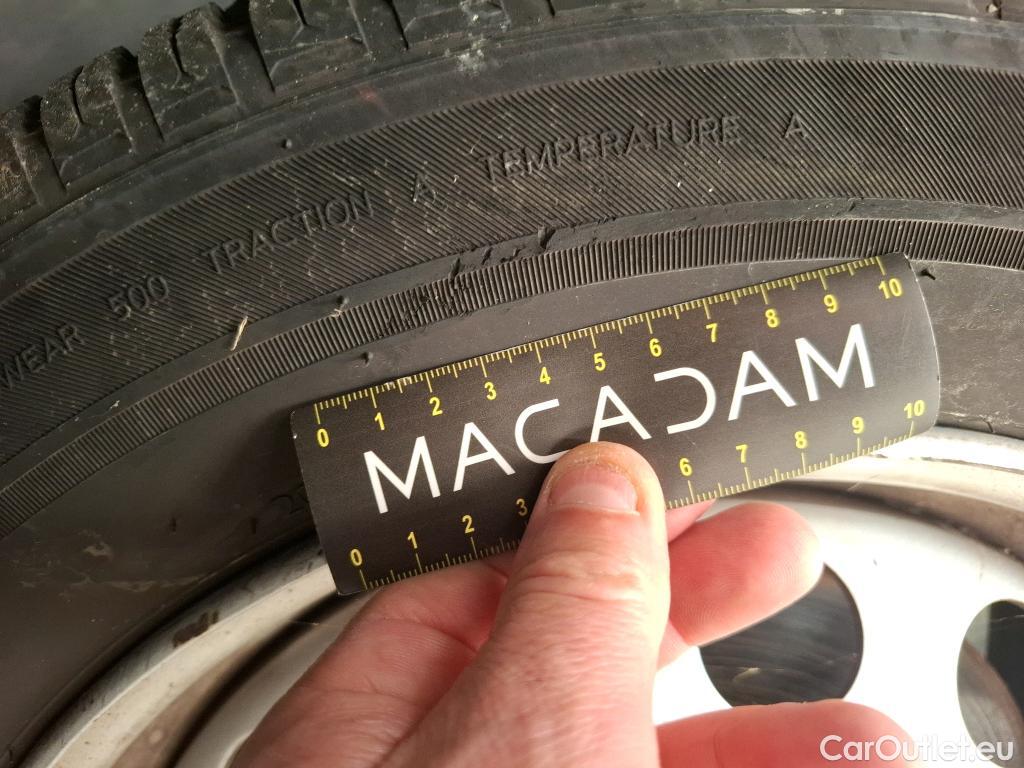 WEAR 500 TRACTION A TEMPERATURE A
0 1 2 3 4 5 6 7 8 9 10
MACADAM
0 1 2 3 6 7 8 9 10
CarOutlet.eu